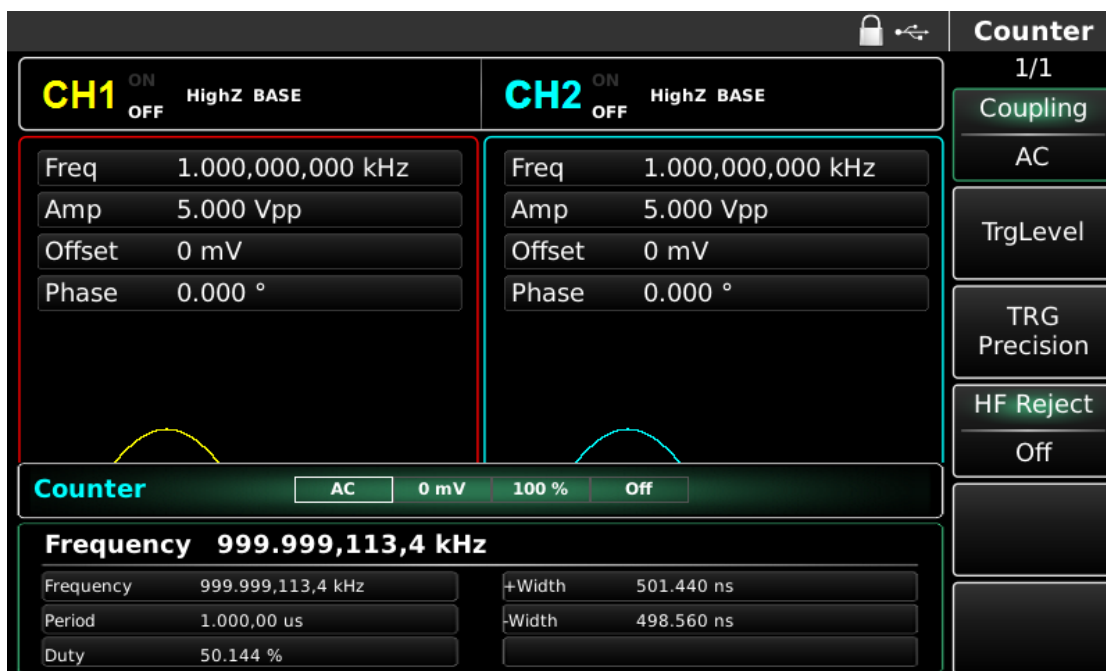 Counter
1/1
CH1 ON OFF HighZ BASE
CH2 ON OFF HighZ BASE
Freq 1.000,000,000 kHz
Amp 5.000 Vpp
Offset 0 mV
Phase 0.000 °
Freq 1.000,000,000 kHz
Amp 5.000 Vpp
Offset 0 mV
Phase 0.000 °
Counter AC 0 mV 100 % Off
Frequency 999.999,113,4 kHz
Frequency 999.999,113,4 kHz
Period 1.000,00 us
Duty 50.144 %
+Width 501.440 ns
-Width 498.560 ns
Coupling
AC
TrgLevel
TRG
Precision
HF Reject
Off